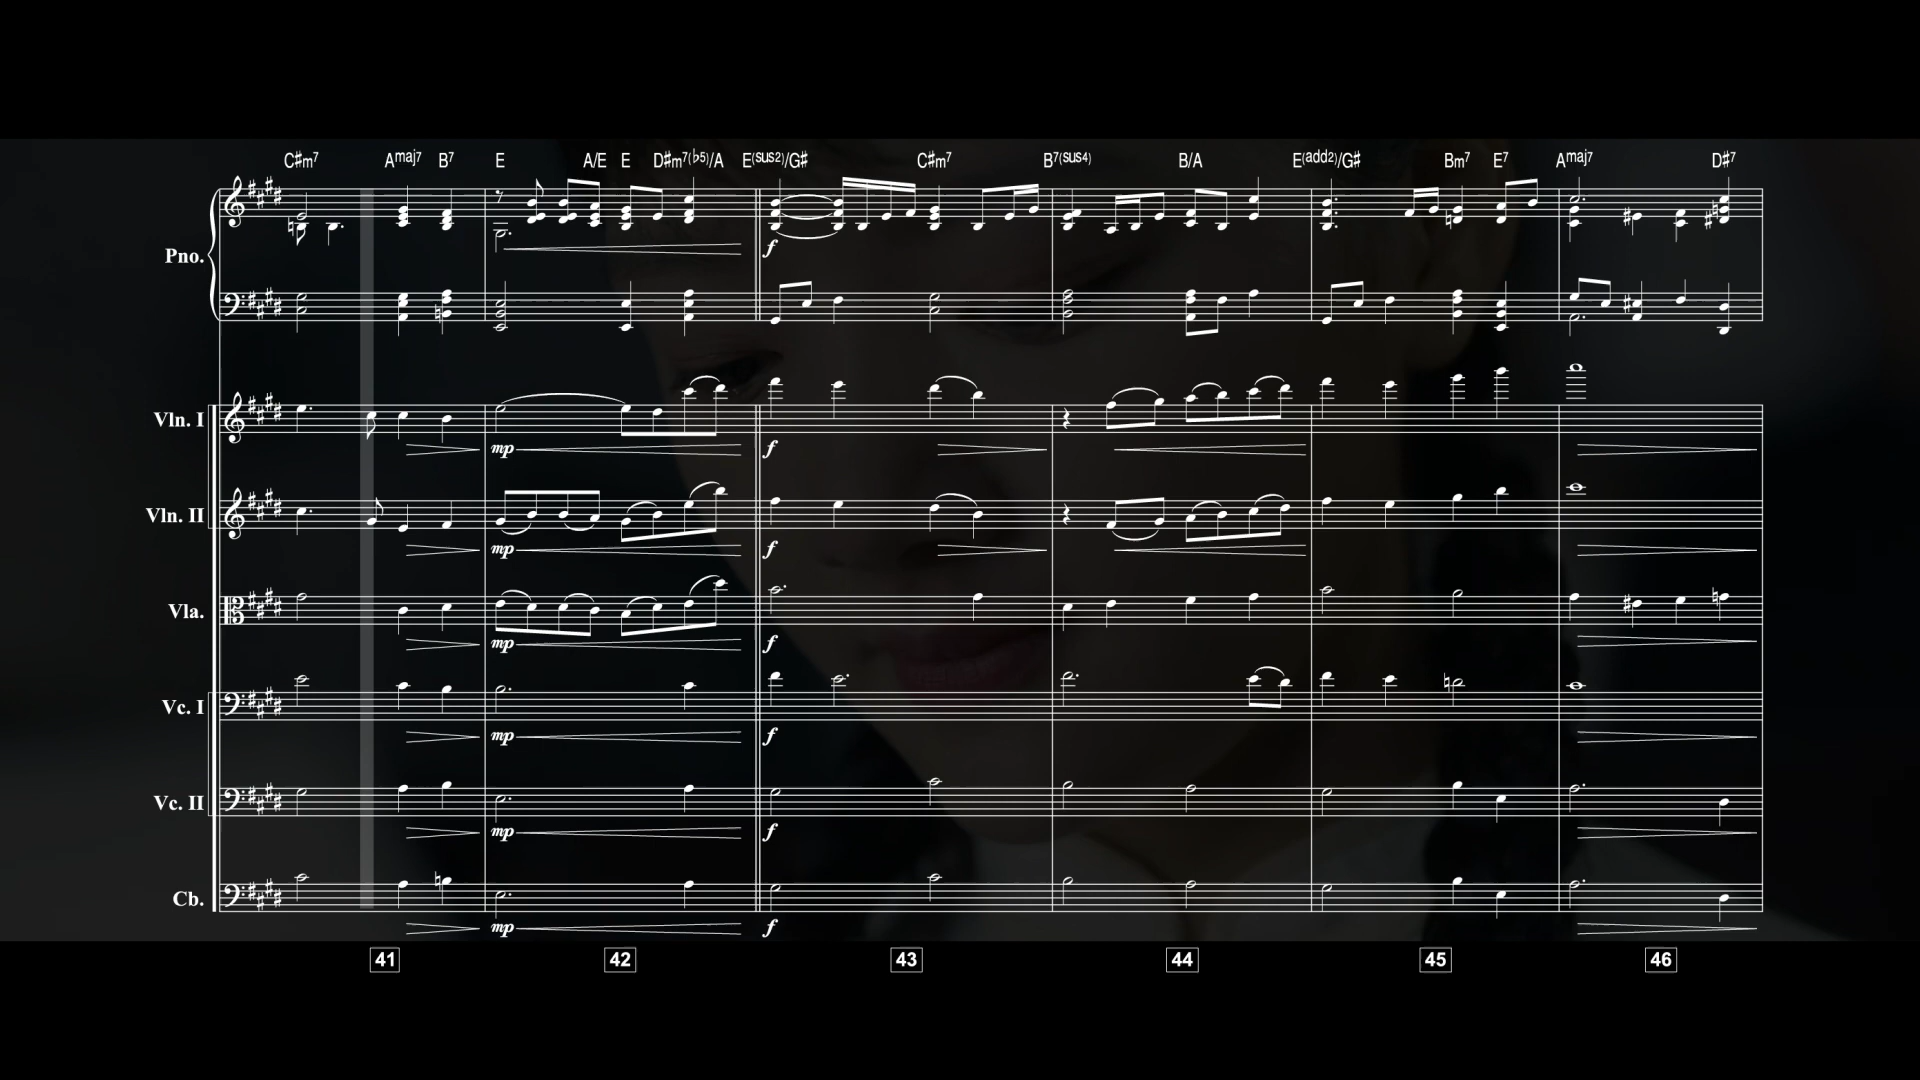 C#m7 Amaj7 B7 E A/E E D#m7(b5)/A E(sus2)/G# C#m7 B7(sus4) B/A E(add2)/G# Bm7 E7 Amaj7 D#7
Pno.
f
Vln. I
mp f
Vln. II
mp f
Vla.
mp f
Vc. I
mp f
Vc. II
mp f
Cb.
mp f
41 42 43 44 45 46